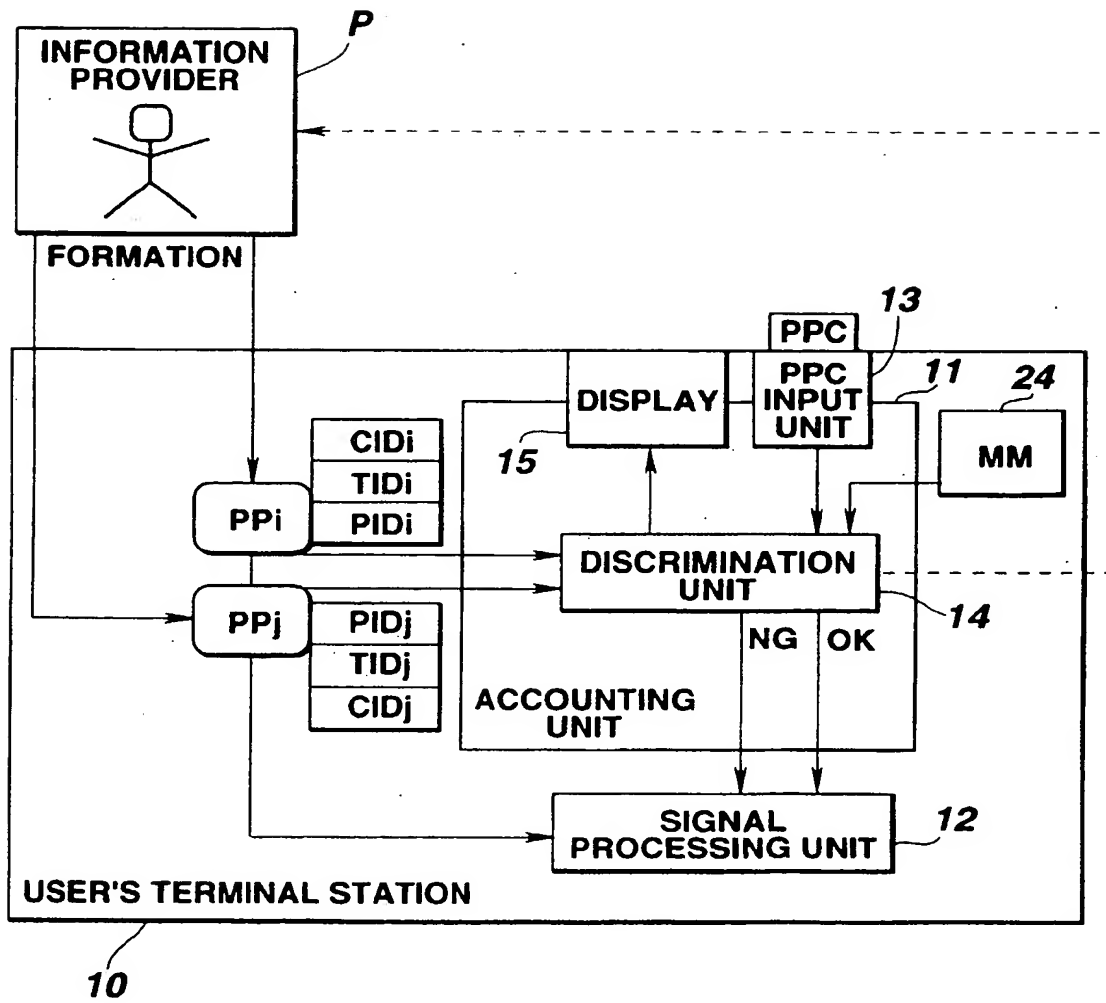 P
INFORMATION
PROVIDER
FORMATION
PPC
13
PPC
INPUT
UNIT
11
24
DISPLAY
15
MM
CIDi
TIDi
PIDi
PPi
DISCRIMINATION
UNIT
14
PPj
PIDj
TIDj
CIDj
NG
OK
ACCOUNTING
UNIT
SIGNAL
PROCESSING UNIT
12
USER'S TERMINAL STATION
10